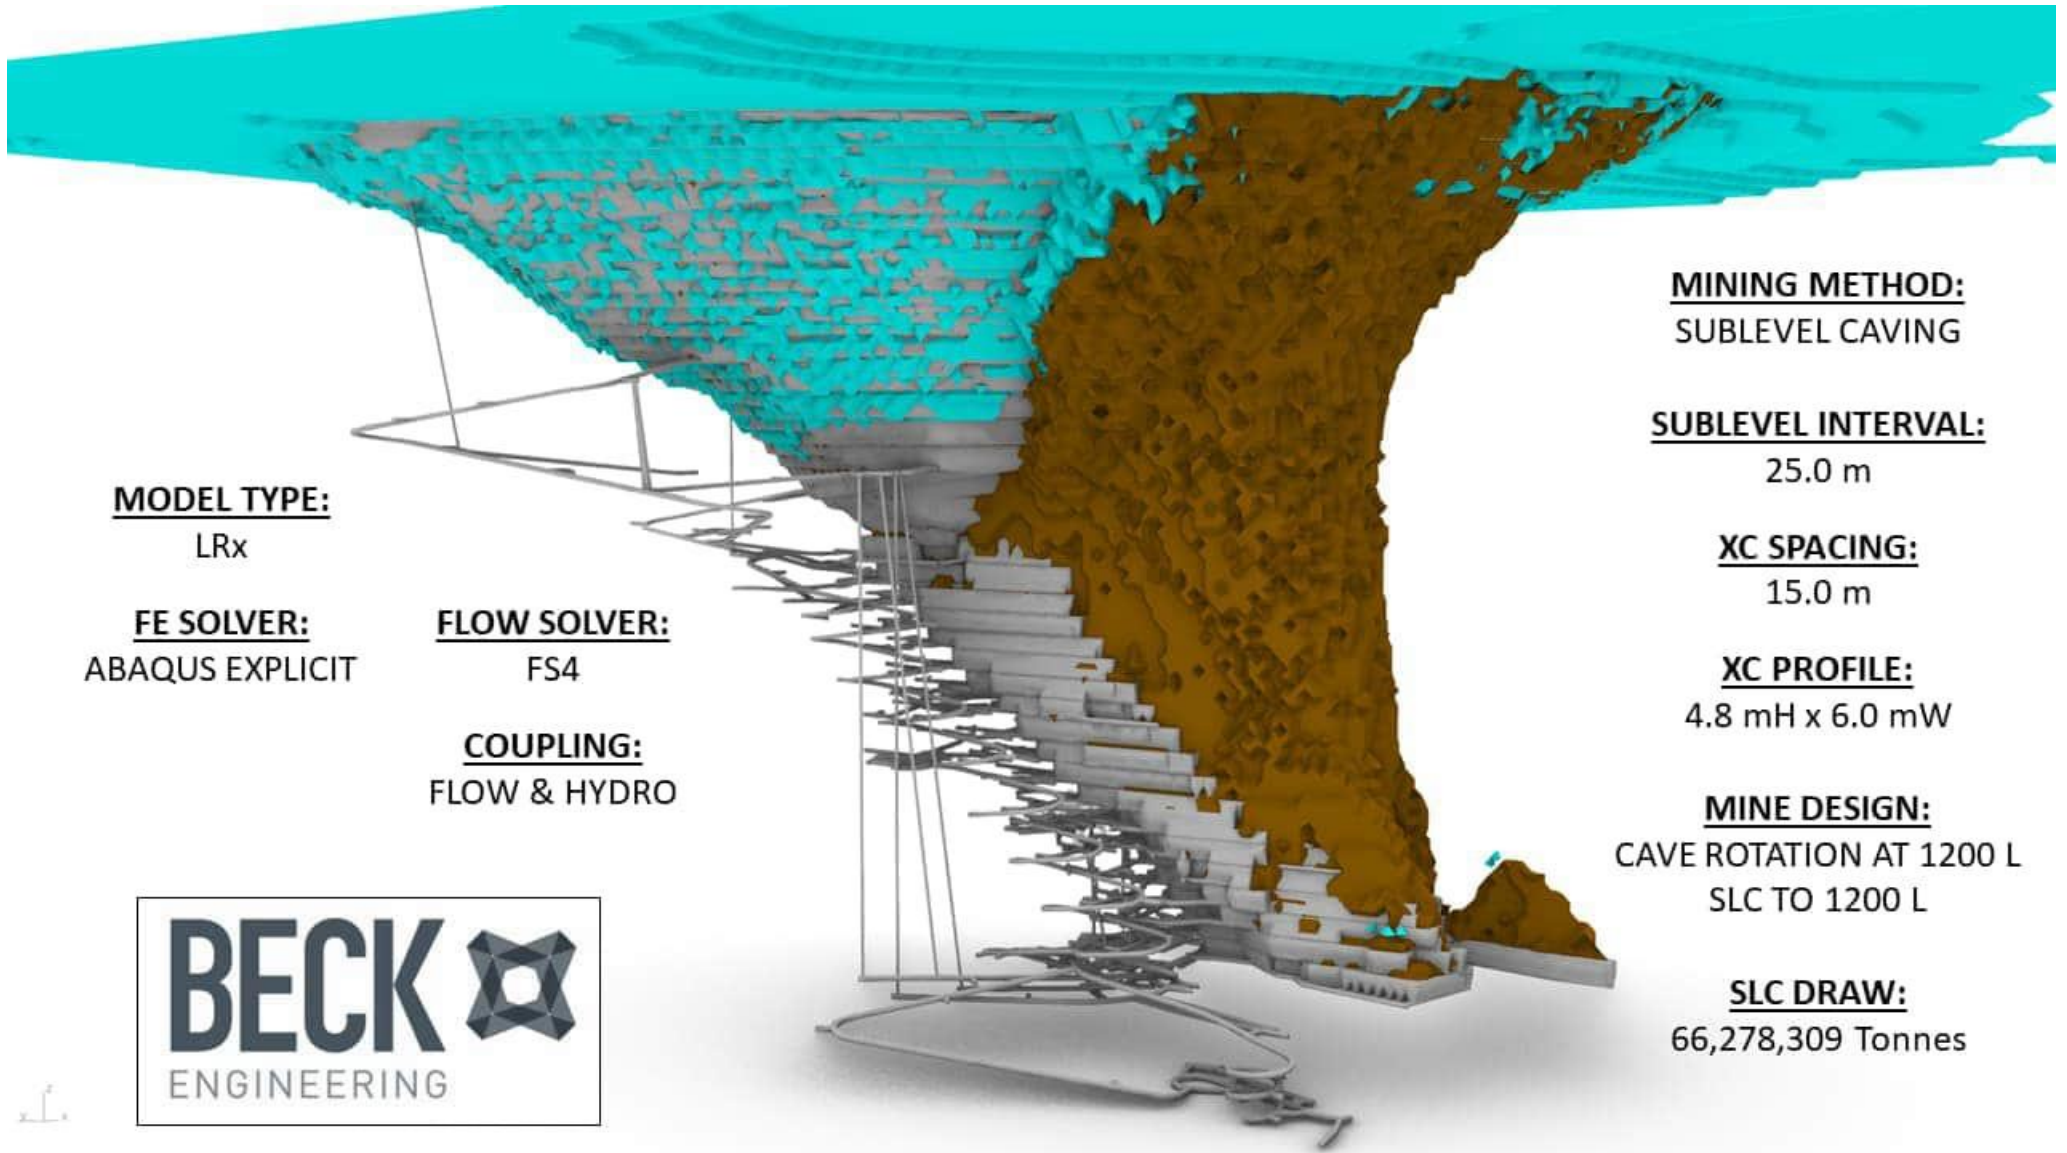 MINING METHOD:
SUBLEVEL CAVING
SUBLEVEL INTERVAL:
25.0 m
XC SPACING:
15.0 m
XC PROFILE:
4.8 mH x 6.0 mW
MINE DESIGN:
CAVE ROTATION AT 1200 L
SLC TO 1200 L
SLC DRAW:
66,278,309 Tonnes
MODEL TYPE:
LRx
FE SOLVER:
ABAQUS EXPLICIT
FLOW SOLVER:
FS4
COUPLING:
FLOW & HYDRO
BECK
ENGINEERING